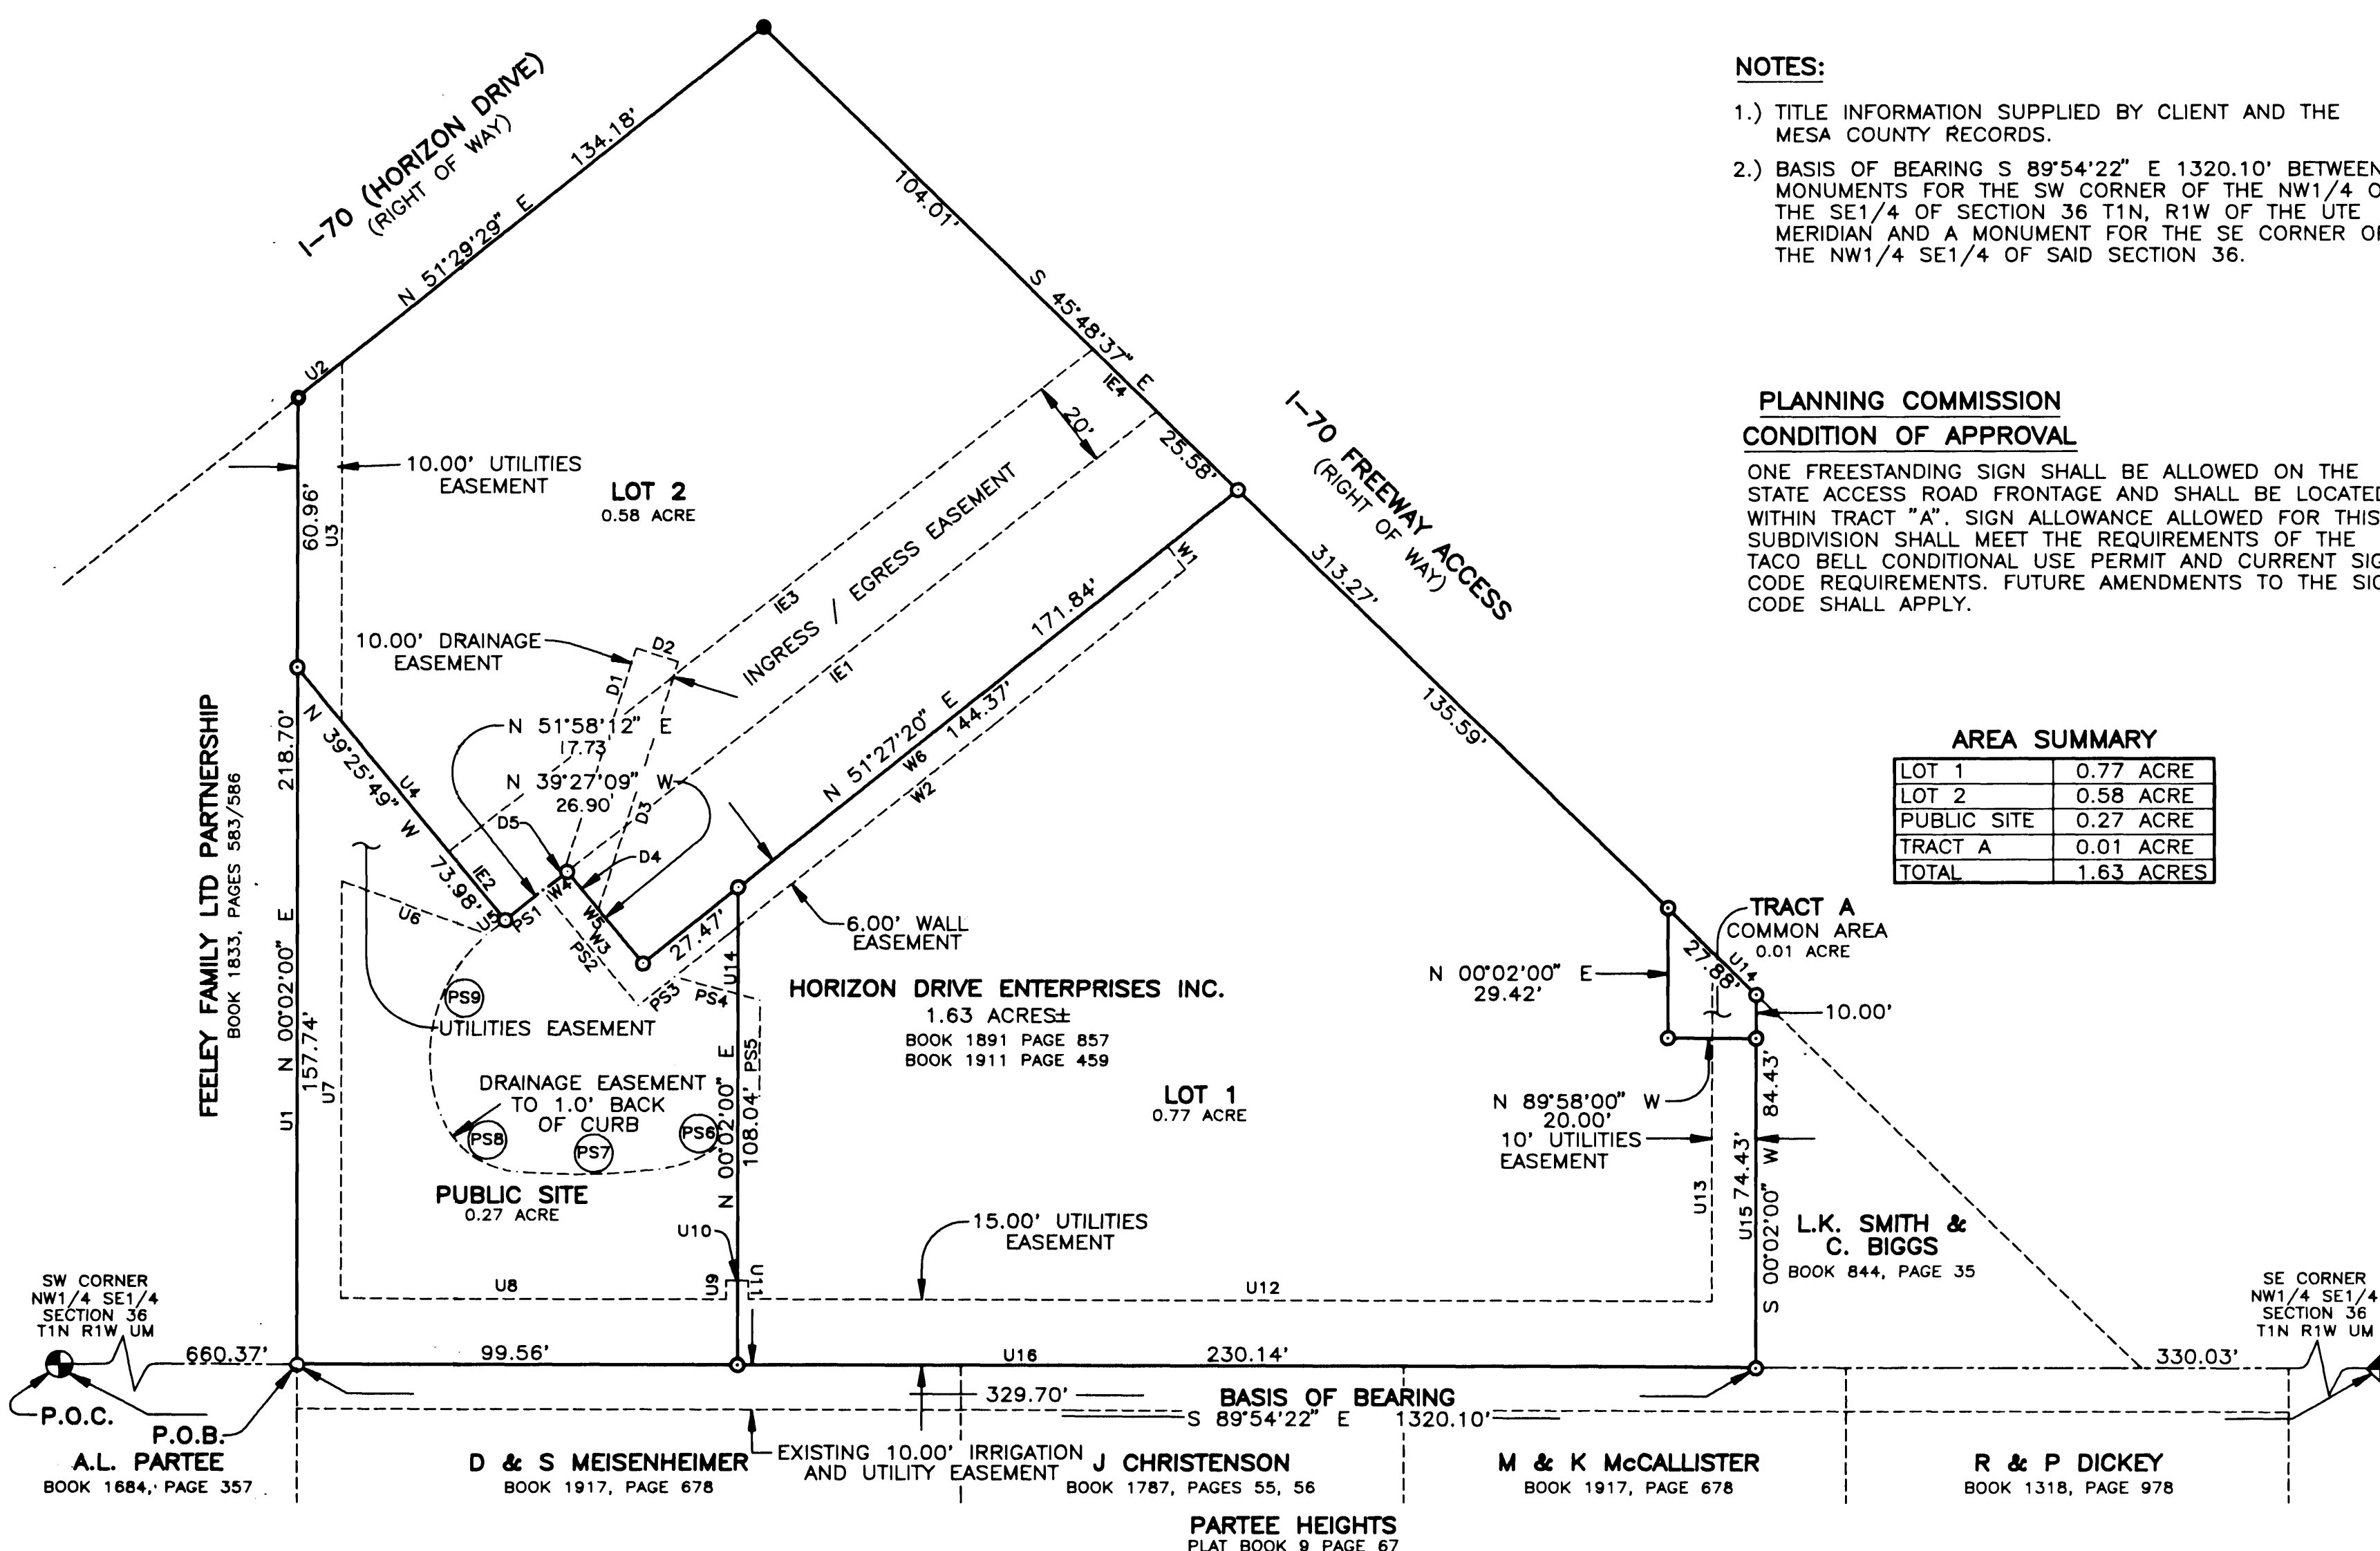 NOTES:
1.) TITLE INFORMATION SUPPLIED BY CLIENT AND THE
MESA COUNTY RECORDS.
2.) BASIS OF BEARING S 89°54'22" E 1320.10' BETWEEN
MONUMENTS FOR THE SW CORNER OF THE NW1/4 O
THE SE1/4 OF SECTION 36 T1N, R1W OF THE UTE
MERIDIAN AND A MONUMENT FOR THE SE CORNER OF
THE NW1/4 SE1/4 OF SAID SECTION 36.
PLANNING COMMISSION
CONDITION OF APPROVAL
ONE FREESTANDING SIGN SHALL BE ALLOWED ON THE
STATE ACCESS ROAD FRONTAGE AND SHALL BE LOCATED
WITHIN TRACT "A". SIGN ALLOWANCE ALLOWED FOR THIS
SUBDIVISION SHALL MEET THE REQUIREMENTS OF THE
TACO BELL CONDITIONAL USE PERMIT AND CURRENT SIG
CODE REQUIREMENTS. FUTURE AMENDMENTS TO THE SIG
CODE SHALL APPLY.
AREA SUMMARY
LOT 1 0.77 ACRE
LOT 2 0.58 ACRE
PUBLIC SITE 0.27 ACRE
TRACT A 0.01 ACRE
TOTAL 1.63 ACRES
I-70 (HORIZON DRIVE)
(RIGHT OF WAY)
N 51°29'29" E 134.18'
U2
104.01'
S 45°48'37" E
IE4
25.58'
20'
I-70 FREEWAY ACCESS
(RIGHT OF WAY)
313.27'
135.59'
10.00' UTILITIES
EASEMENT
60.96'
U3
LOT 2
0.58 ACRE
INGRESS / EGRESS EASEMENT
IE3
IE1
W1
171.84'
N 51°27'20" E 144.37'
W6
W2
10.00' DRAINAGE
EASEMENT
D2
D1
N 51°58'12" E
17.73'
N 39°27'09" W
26.90'
D3
D5
D4
N 39°25'49" W 73.98'
U4
IE2
U5
PS1
W4
W5
W3
PS2
27.47'
PS3
PS4
U14
U6
6.00' WALL
EASEMENT
FEELEY FAMILY LTD PARTNERSHIP
BOOK 1833, PAGES 583/586
U1 N 00°02'00" E 218.70'
157.74'
U7
PS9
UTILITIES EASEMENT
DRAINAGE EASEMENT
TO 1.0' BACK
OF CURB
PS8
PS7
PS6
N 00°02'00" E
108.04' PS5
PUBLIC SITE
0.27 ACRE
HORIZON DRIVE ENTERPRISES INC.
1.63 ACRES±
BOOK 1891 PAGE 857
BOOK 1911 PAGE 459
LOT 1
0.77 ACRE
TRACT A
COMMON AREA
0.01 ACRE
27.88'
U14
N 00°02'00" E
29.42'
10.00'
N 89°58'00" W
20.00'
10' UTILITIES
EASEMENT
U13
U15 74.43'
S 00°02'00" W 84.43'
L.K. SMITH &
C. BIGGS
BOOK 844, PAGE 35
15.00' UTILITIES
EASEMENT
U10
U9
U11
U8
U12
SW CORNER
NW1/4 SE1/4
SECTION 36
T1N R1W UM
SE CORNER
NW1/4 SE1/4
SECTION 36
T1N R1W UM
660.37'
99.56'
U16
230.14'
330.03'
329.70'
BASIS OF BEARING
S 89°54'22" E 1320.10'
P.O.C.
P.O.B.
EXISTING 10.00' IRRIGATION
AND UTILITY EASEMENT
A.L. PARTEE
BOOK 1684, PAGE 357
D & S MEISENHEIMER
BOOK 1917, PAGE 678
J CHRISTENSON
BOOK 1787, PAGES 55, 56
M & K McCALLISTER
BOOK 1917, PAGE 678
R & P DICKEY
BOOK 1318, PAGE 978
PARTEE HEIGHTS
PLAT BOOK 9 PAGE 67